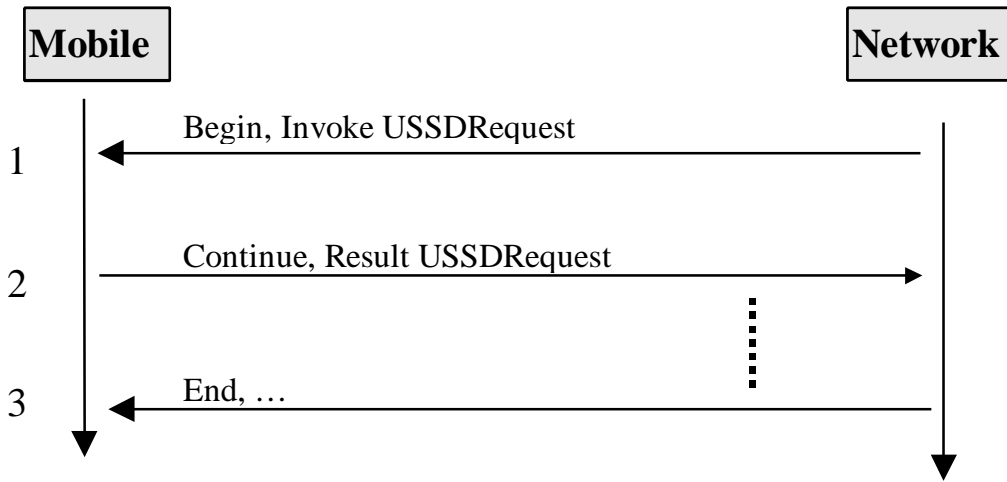 Mobile
Network
Begin, Invoke USSDRequest
1
Continue, Result USSDRequest
2
End, …
3